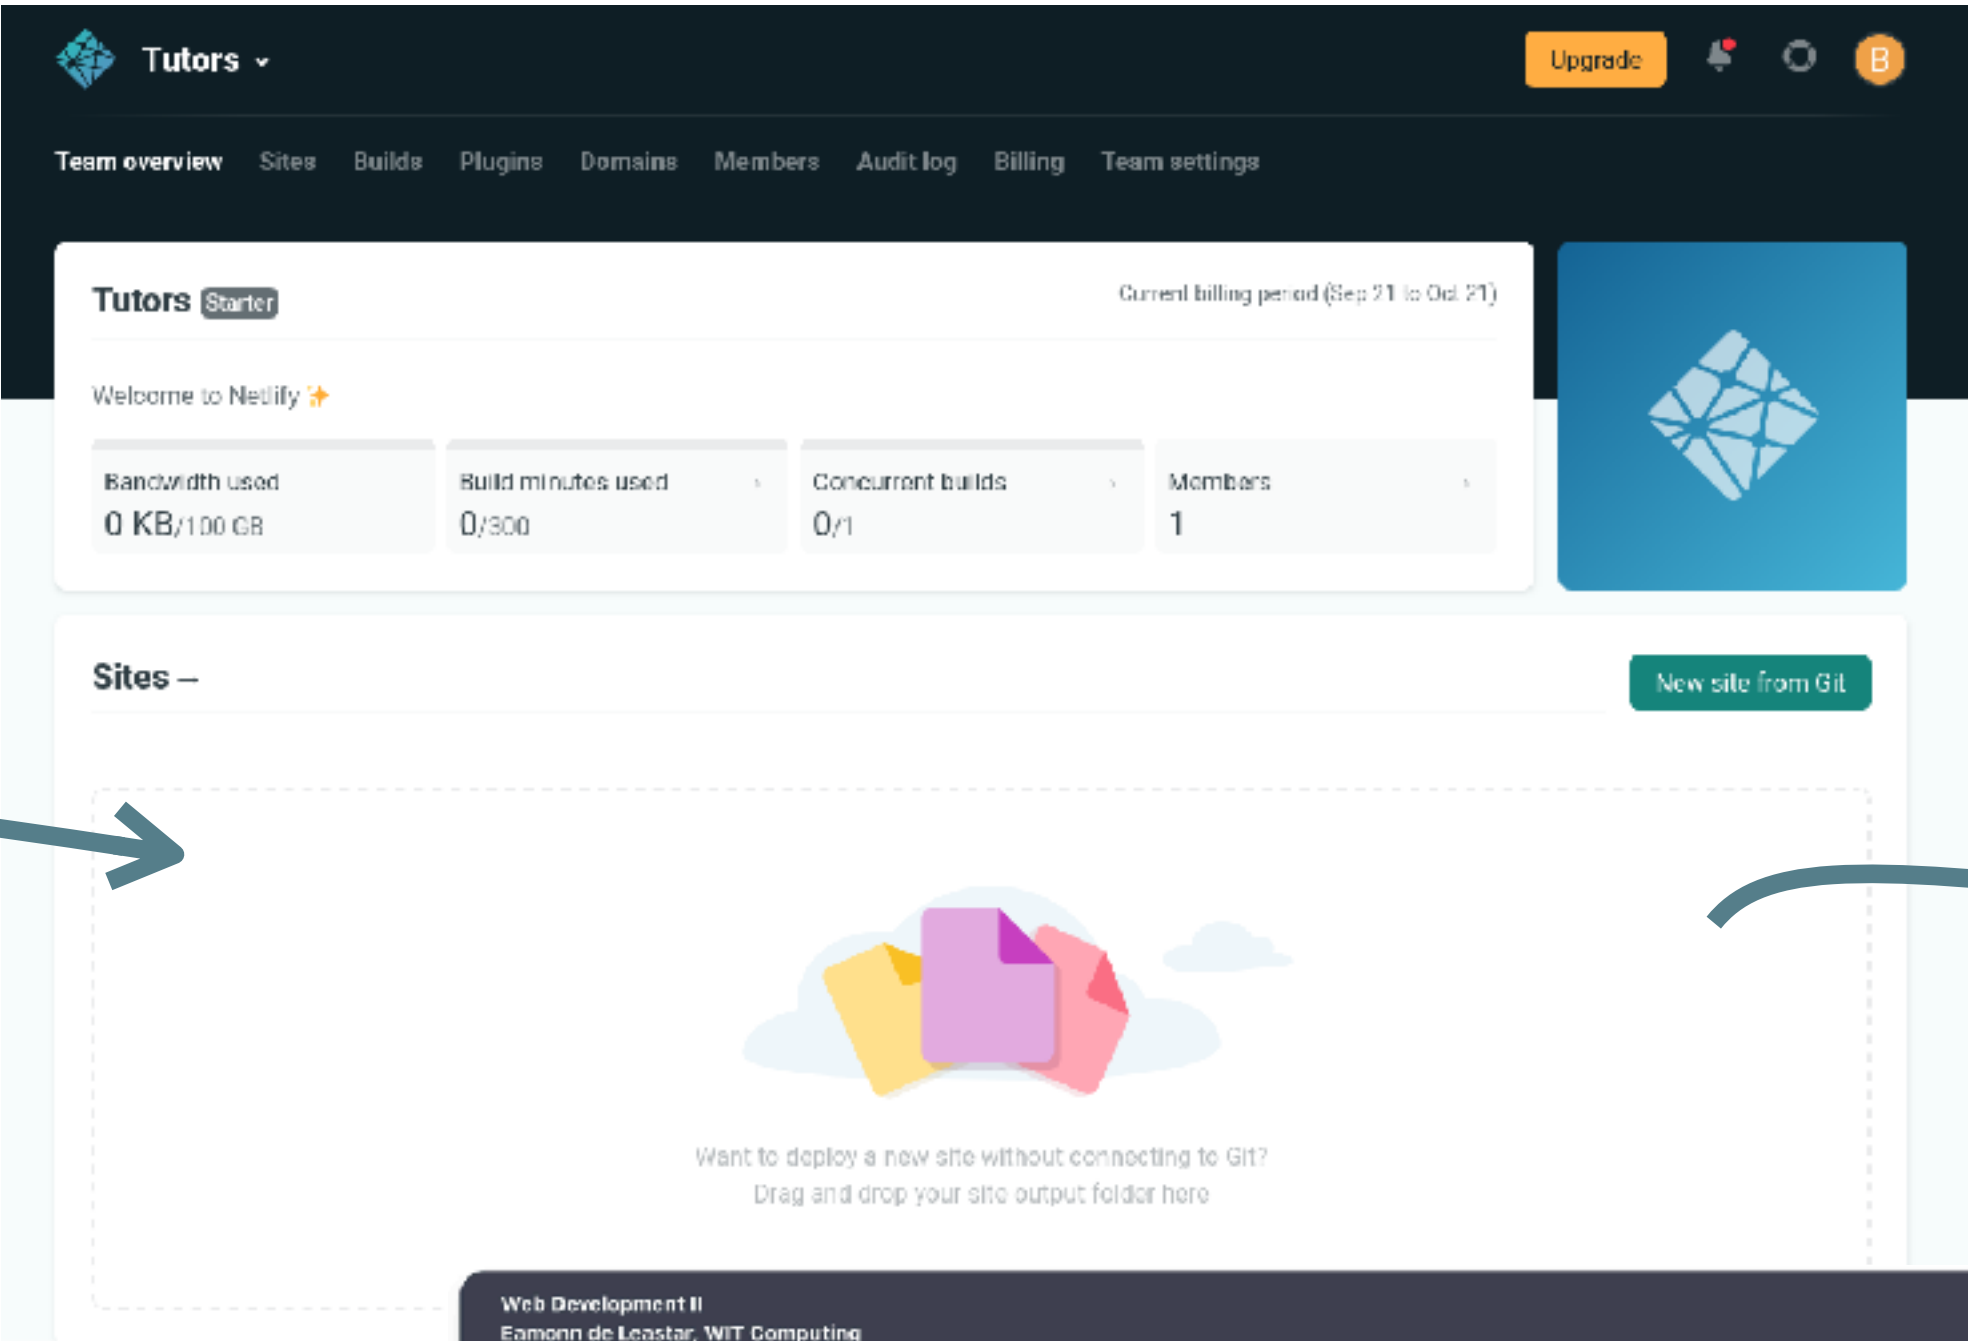 Tutors
Upgrade
B
Team overview Sites Builds Plugins Domains Members Audit log Billing Team settings
Tutors Starter
Current billing period (Sep 21 to Oct 21)
Welcome to Netlify ✨
Bandwidth used
0 KB/100 GB
Build minutes used
0/300
Concurrent builds
0/1
Members
1
Sites –
New site from Git
Want to deploy a new site without connecting to Git?
Drag and drop your site output folder here
Web Development II
Eamonn de Leastar, WIT Computing